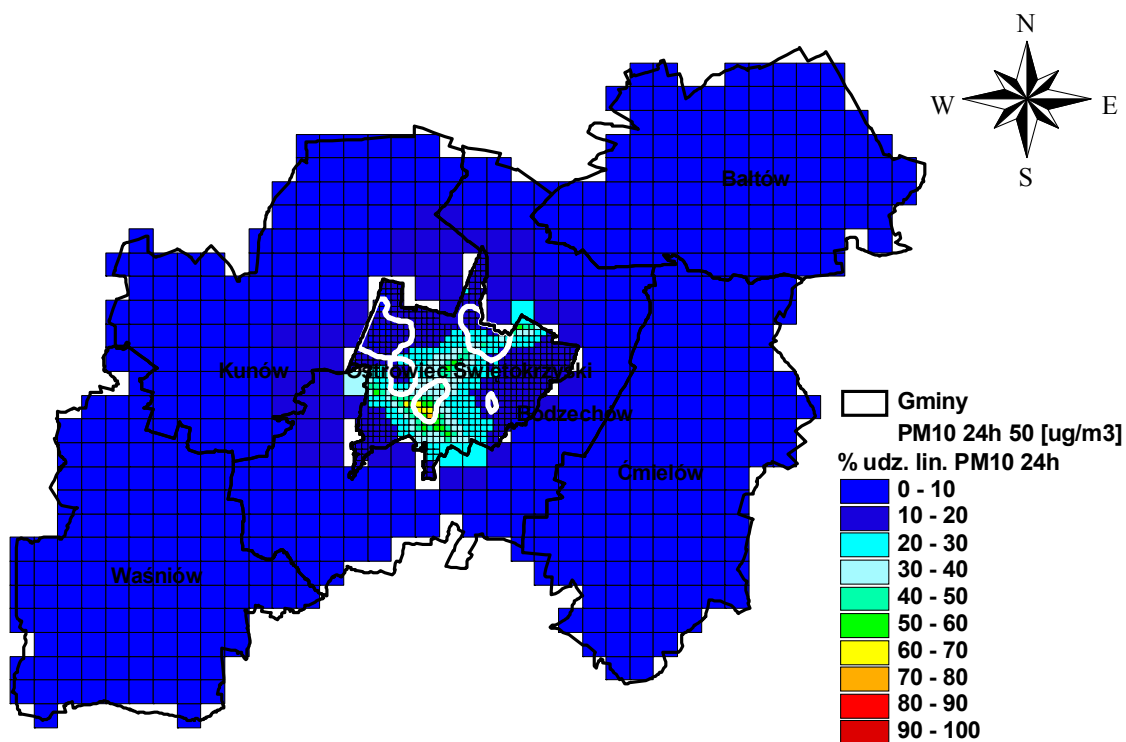 N
W E
S
Bałtów
Kunów
Ostrowiec Świętokrzyski
Bodzechów
Ćmielów
Waśniów
Gminy
PM10 24h 50 [ug/m3]
% udz. lin. PM10 24h
0 - 10
10 - 20
20 - 30
30 - 40
40 - 50
50 - 60
60 - 70
70 - 80
80 - 90
90 - 100